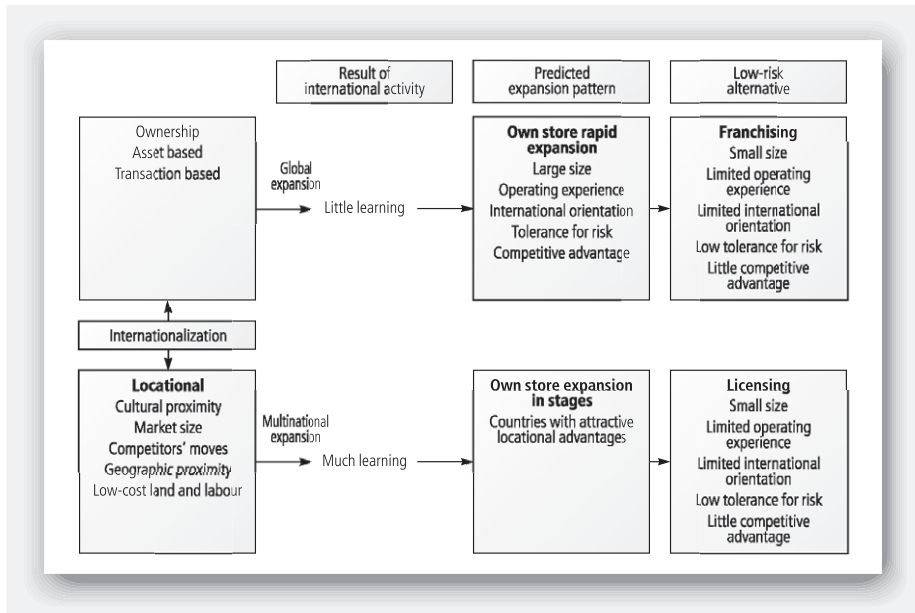 Result of
international activity
Predicted
expansion pattern
Low-risk
alternative
Ownership
Asset based
Transaction based
Global
expansion
Little learning
Own store rapid
expansion
Large size
Operating experience
International orientation
Tolerance for risk
Competitive advantage
Franchising
Small size
Limited operating
experience
Limited international
orientation
Low tolerance for risk
Little competitive
advantage
Internationalization
Locational
Cultural proximity
Market size
Competitors' moves
Geographic proximity
Low-cost land and labour
Multinational
expansion
Much learning
Own store expansion
in stages
Countries with attractive
locational advantages
Licensing
Small size
Limited operating
experience
Limited international
orientation
Low tolerance for risk
Little competitive
advantage